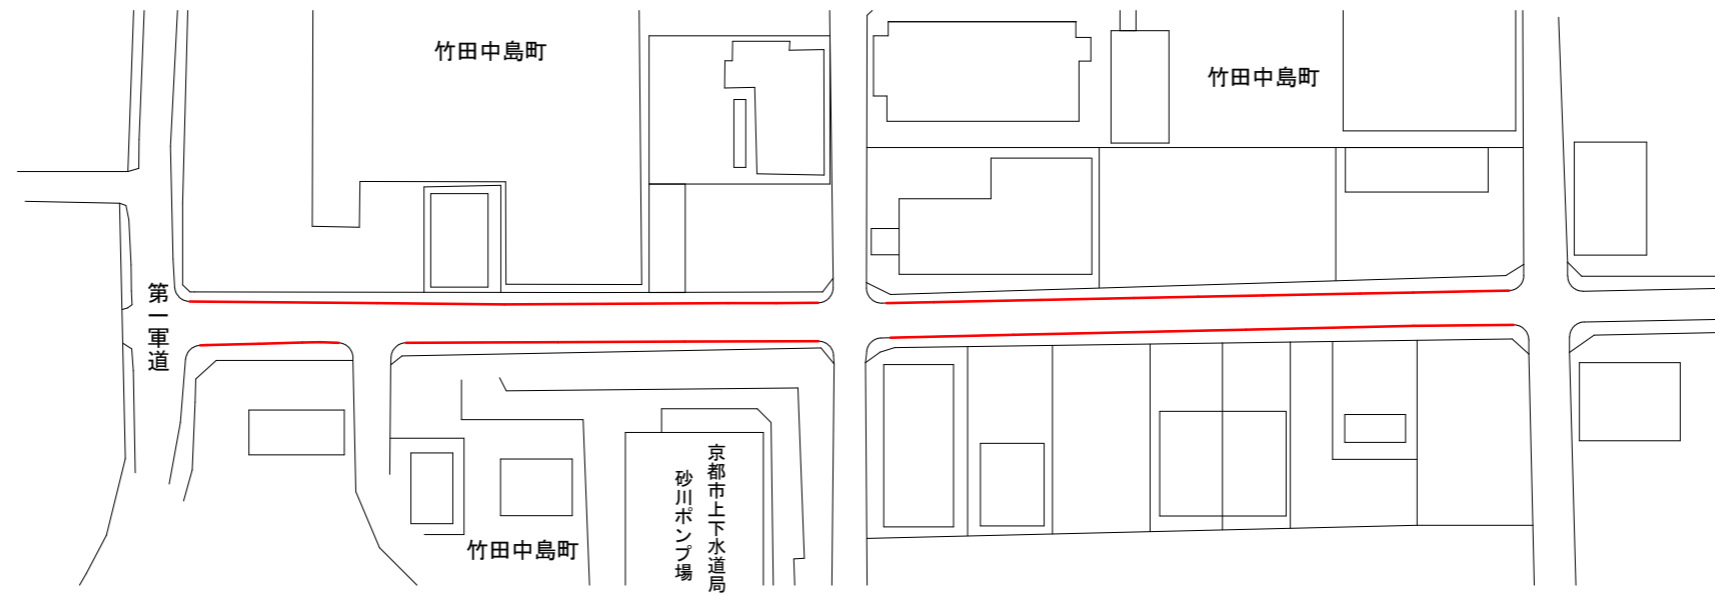 竹田中島町
竹田中島町
第一軍道
京都市上下水道局
砂川ポンプ場
竹田中島町